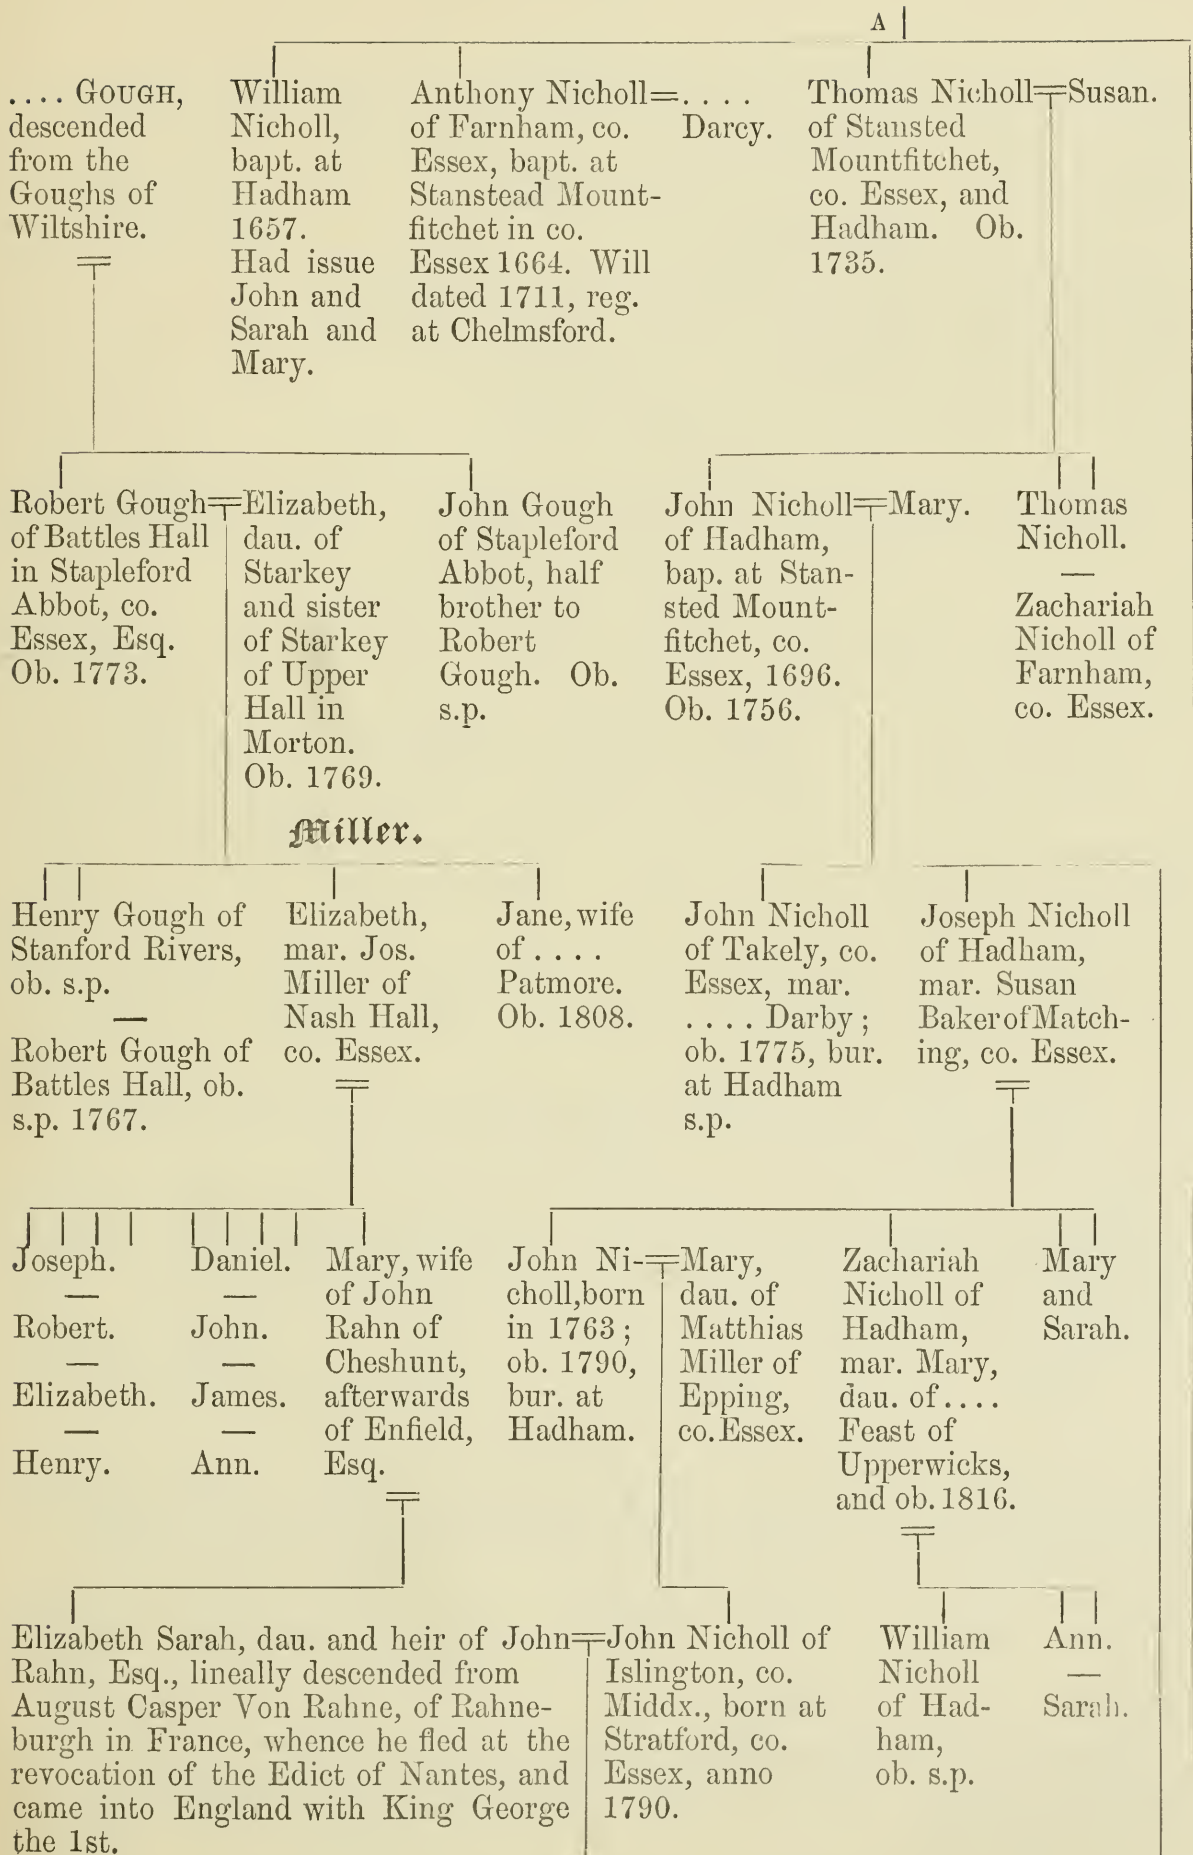 A
.... GOUGH,
descended
from the
Goughs of
Wiltshire.
William
Nicholl,
bapt. at
Hadham
1657.
Had issue
John and
Sarah and
Mary.
Anthony Nicholl=....
of Farnham, co.
Essex, bapt. at
Stanstead Mount-
fitchet in co.
Essex 1664. Will
dated 1711, reg.
at Chelmsford.
Darcy.
Thomas Nicholl=Susan.
of Stansted
Mountfitchet,
co. Essex, and
Hadham. Ob.
1735.
Robert Gough=Elizabeth,
of Battles Hall
in Stapleford
Abbot, co.
Essex, Esq.
Ob. 1773.
dau. of
Starkey
and sister
of Starkey
of Upper
Hall in
Morton.
Ob. 1769.
John Gough
of Stapleford
Abbot, half
brother to
Robert
Gough. Ob.
s.p.
John Nicholl=Mary.
of Hadham,
bap. at Stan-
sted Mount-
fitchet, co.
Essex, 1696.
Ob. 1756.
Thomas
Nicholl.
—
Zachariah
Nicholl of
Farnham,
co. Essex.
Miller.
Henry Gough of
Stanford Rivers,
ob. s.p.
—
Robert Gough of
Battles Hall, ob.
s.p. 1767.
Elizabeth,
mar. Jos.
Miller of
Nash Hall,
co. Essex.
Jane, wife
of ....
Patmore.
Ob. 1808.
John Nicholl
of Takely, co.
Essex, mar.
.... Darby;
ob. 1775, bur.
at Hadham
s.p.
Joseph Nicholl
of Hadham,
mar. Susan
Baker of Match-
ing, co. Essex.
Joseph.
—
Robert.
—
Elizabeth.
—
Henry.
Daniel.
—
John.
—
James.
—
Ann.
Mary, wife
of John
Rahn of
Cheshunt,
afterwards
of Enfield,
Esq.
John Ni-=Mary,
choll, born
in 1763;
ob. 1790,
bur. at
Hadham.
dau. of
Matthias
Miller of
Epping,
co. Essex.
Zachariah
Nicholl of
Hadham,
mar. Mary,
dau. of ....
Feast of
Upperwicks,
and ob. 1816.
Mary
and
Sarah.
Elizabeth Sarah, dau. and heir of John=John Nicholl of
Rahn, Esq., lineally descended from
August Casper Von Rahne, of Rahne-
burgh in France, whence he fled at the
revocation of the Edict of Nantes, and
came into England with King George
the 1st.
Islington, co.
Middx., born at
Stratford, co.
Essex, anno
1790.
William
Nicholl
of Had-
ham,
ob. s.p.
Ann.
—
Sarah.